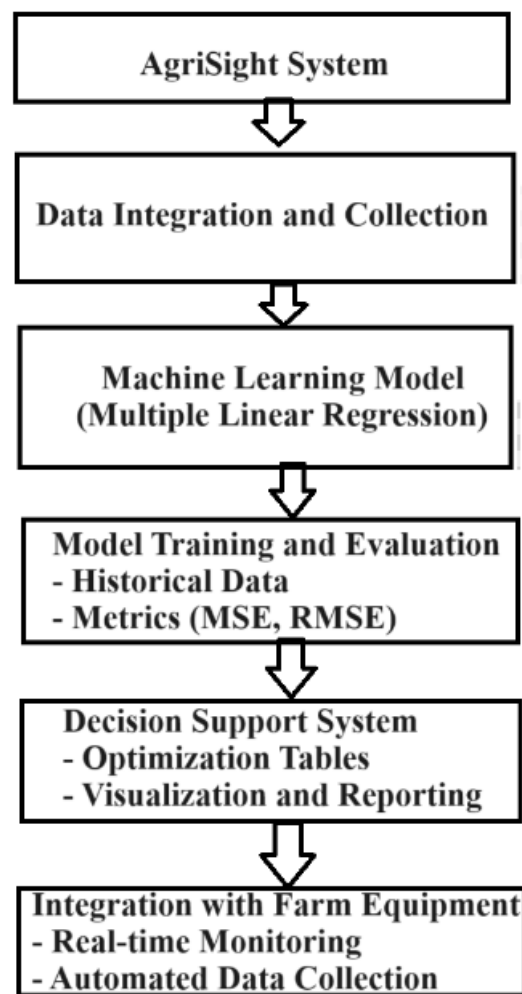 AgriSight System
Data Integration and Collection
Machine Learning Model
(Multiple Linear Regression)
Model Training and Evaluation
- Historical Data
- Metrics (MSE, RMSE)
Decision Support System
- Optimization Tables
- Visualization and Reporting
Integration with Farm Equipment
- Real-time Monitoring
- Automated Data Collection